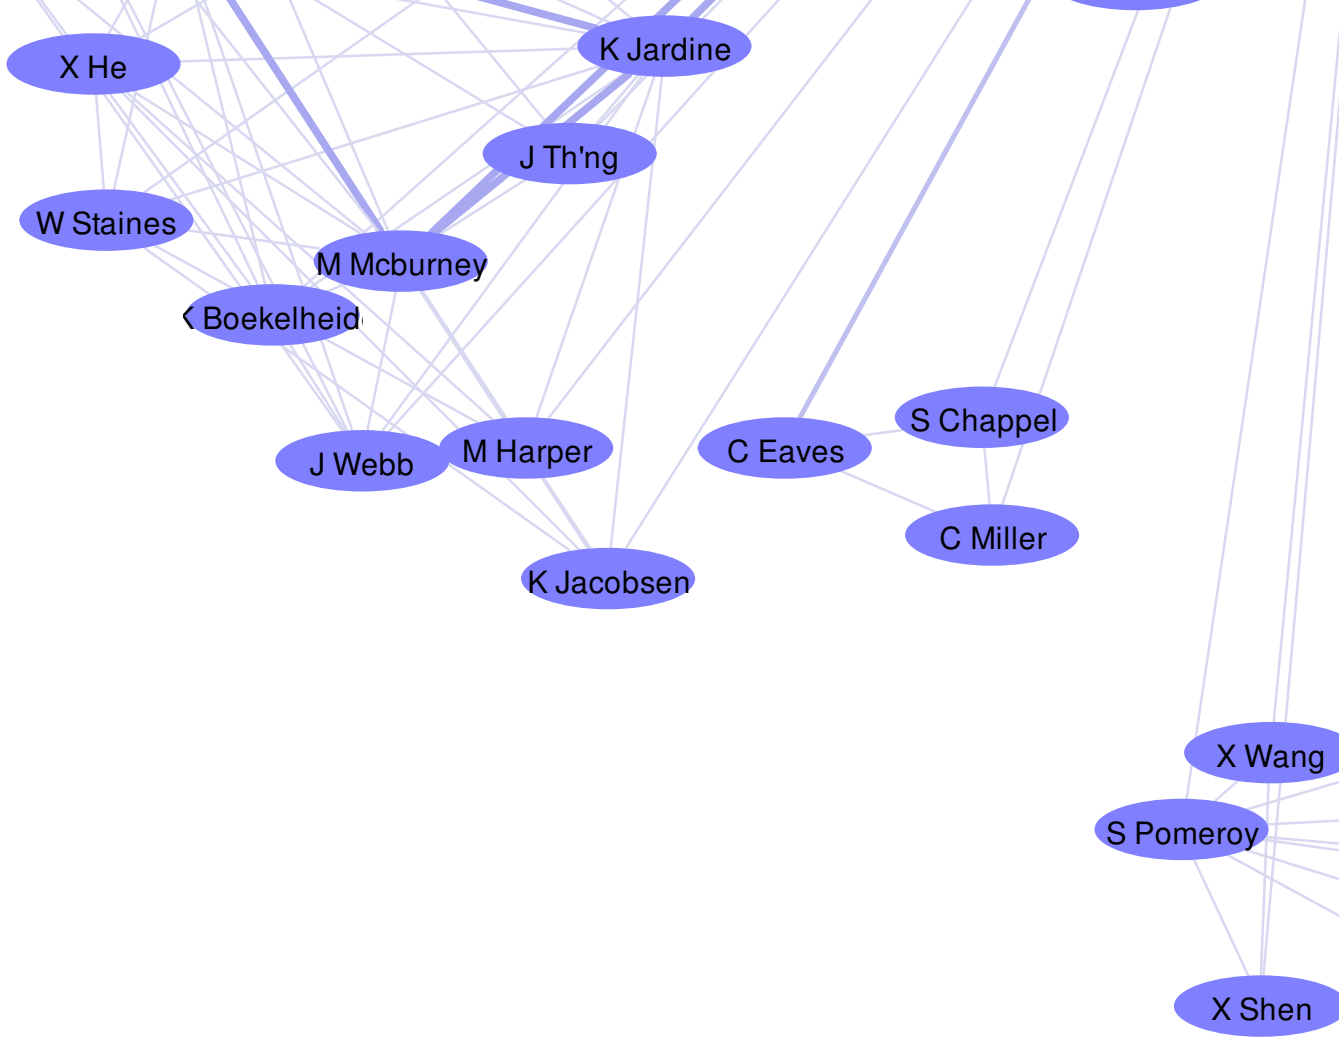 K Jardine
X He
J Th'ng
W Staines
M Mcburney
K Boekelheid
S Chappel
C Eaves
M Harper
J Webb
C Miller
K Jacobsen
X Wang
S Pomeroy
X Shen